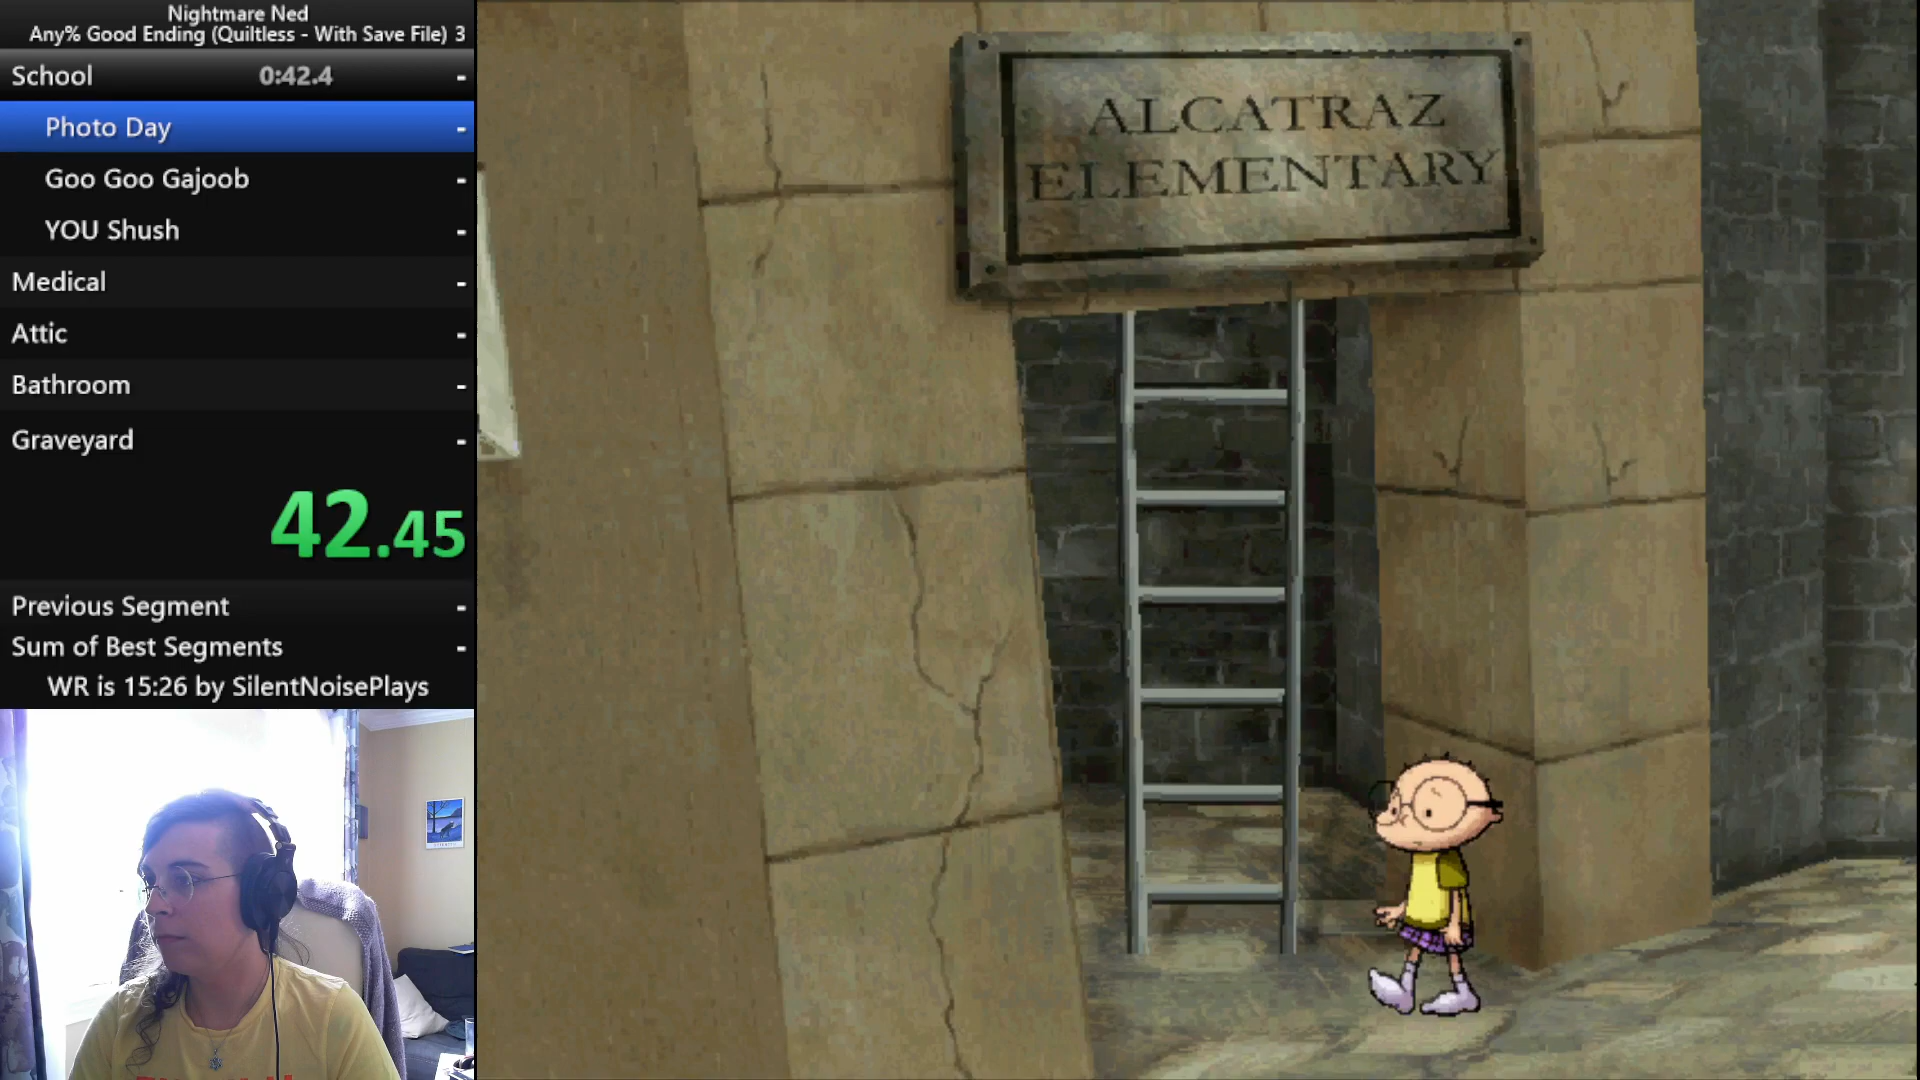 Nightmare Ned
Any% Good Ending (Quiltless - With Save File) 3
School 0:42.4 -
Photo Day -
Goo Goo Gajoob -
YOU Shush -
Medical -
Attic -
Bathroom -
Graveyard -
42.45
Previous Segment -
Sum of Best Segments -
WR is 15:26 by SilentNoisePlays
ALCATRAZ
ELEMENTARY